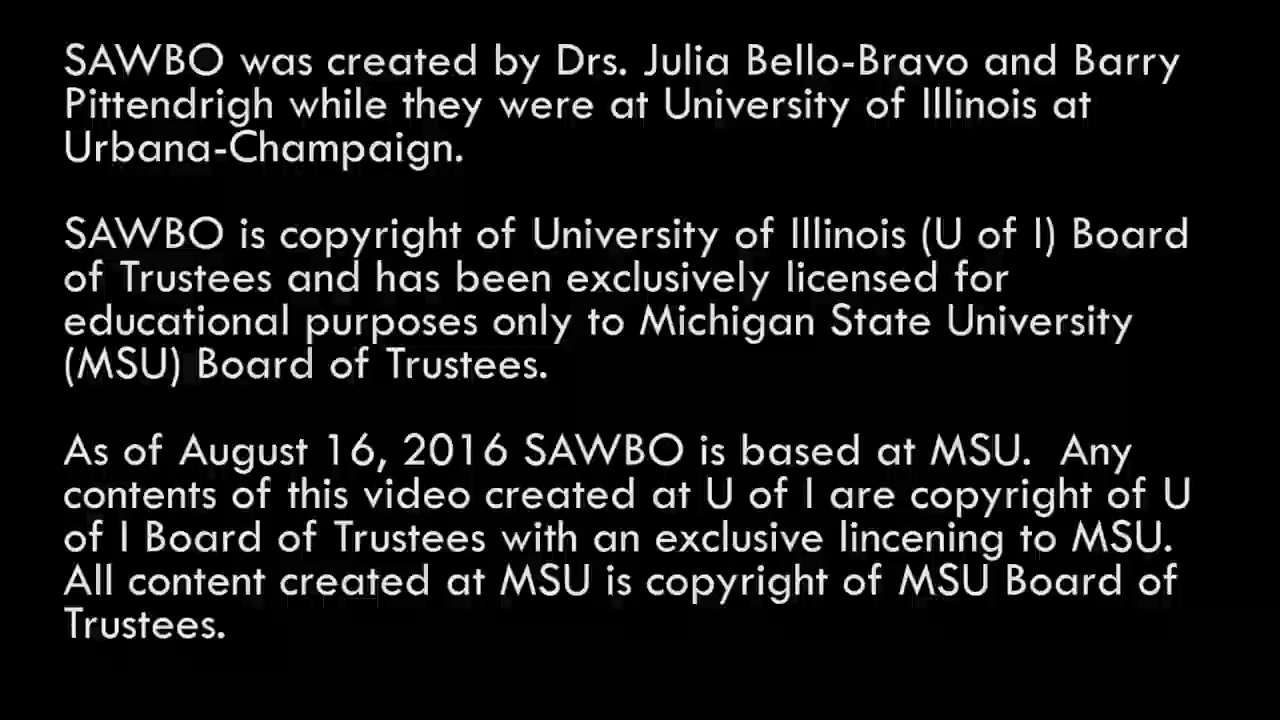 SAWBO was created by Drs. Julia Bello-Bravo and Barry
Pittendrigh while they were at University of Illinois at
Urbana-Champaign.
SAWBO is copyright of University of Illinois (U of I) Board
of Trustees and has been exclusively licensed for
educational purposes only to Michigan State University
(MSU) Board of Trustees.
As of August 16, 2016 SAWBO is based at MSU.  Any
contents of this video created at U of I are copyright of U
of I Board of Trustees with an exclusive lincening to MSU.
All content created at MSU is copyright of MSU Board of
Trustees.